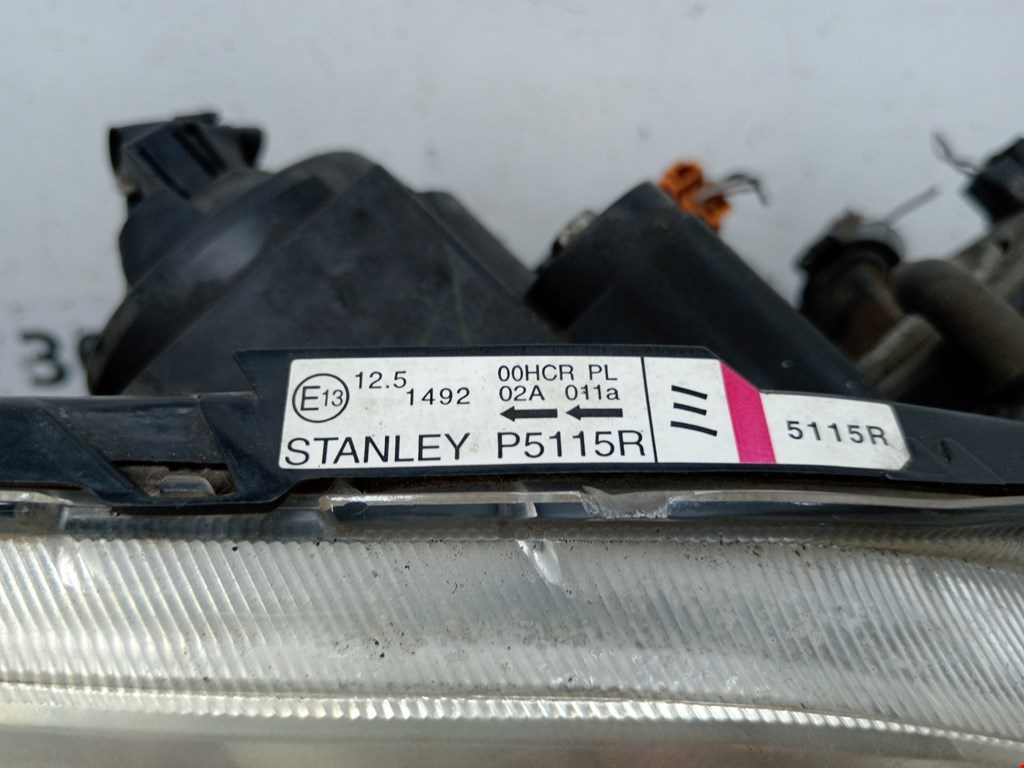 E13 12.5 1492 00HCR PL
02A 011a
STANLEY P5115R
5115R